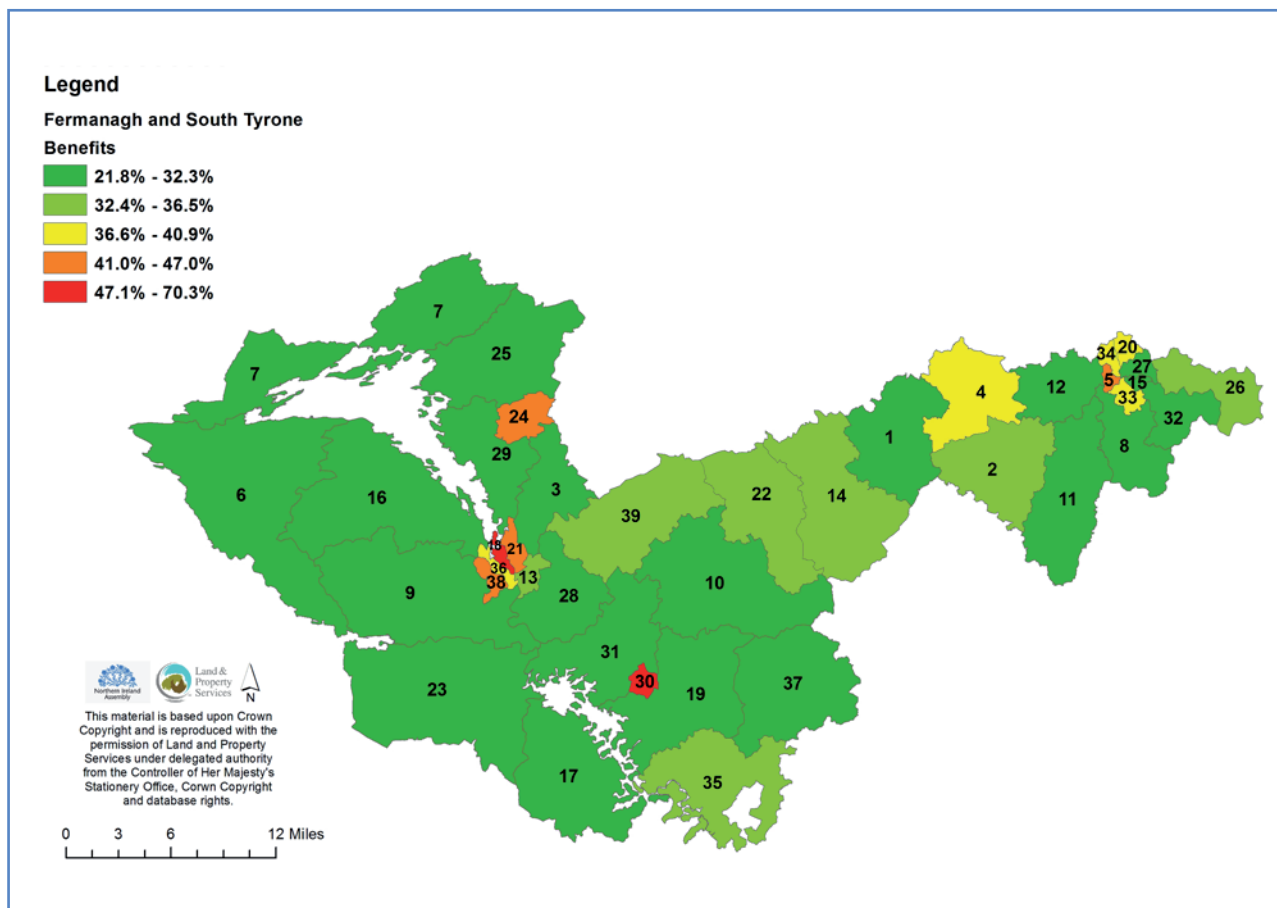 Legend
Fermanagh and South Tyrone
Benefits
21.8% - 32.3%
32.4% - 36.5%
36.6% - 40.9%
41.0% - 47.0%
47.1% - 70.3%
7
25
7
24
29
3
6
16
18
21
36
38
13
9
28
39
22
14
1
4
2
12
11
34
20
27
5
15
33
8
32
26
10
31
30
19
37
23
17
35
Northern Ireland
Assembly
Land &
Property
Services
N
This material is based upon Crown
Copyright and is reproduced with the
permission of Land and Property
Services under delegated authority
from the Controller of Her Majesty's
Stationery Office, Corwn Copyright
and database rights.
0 3 6 12 Miles